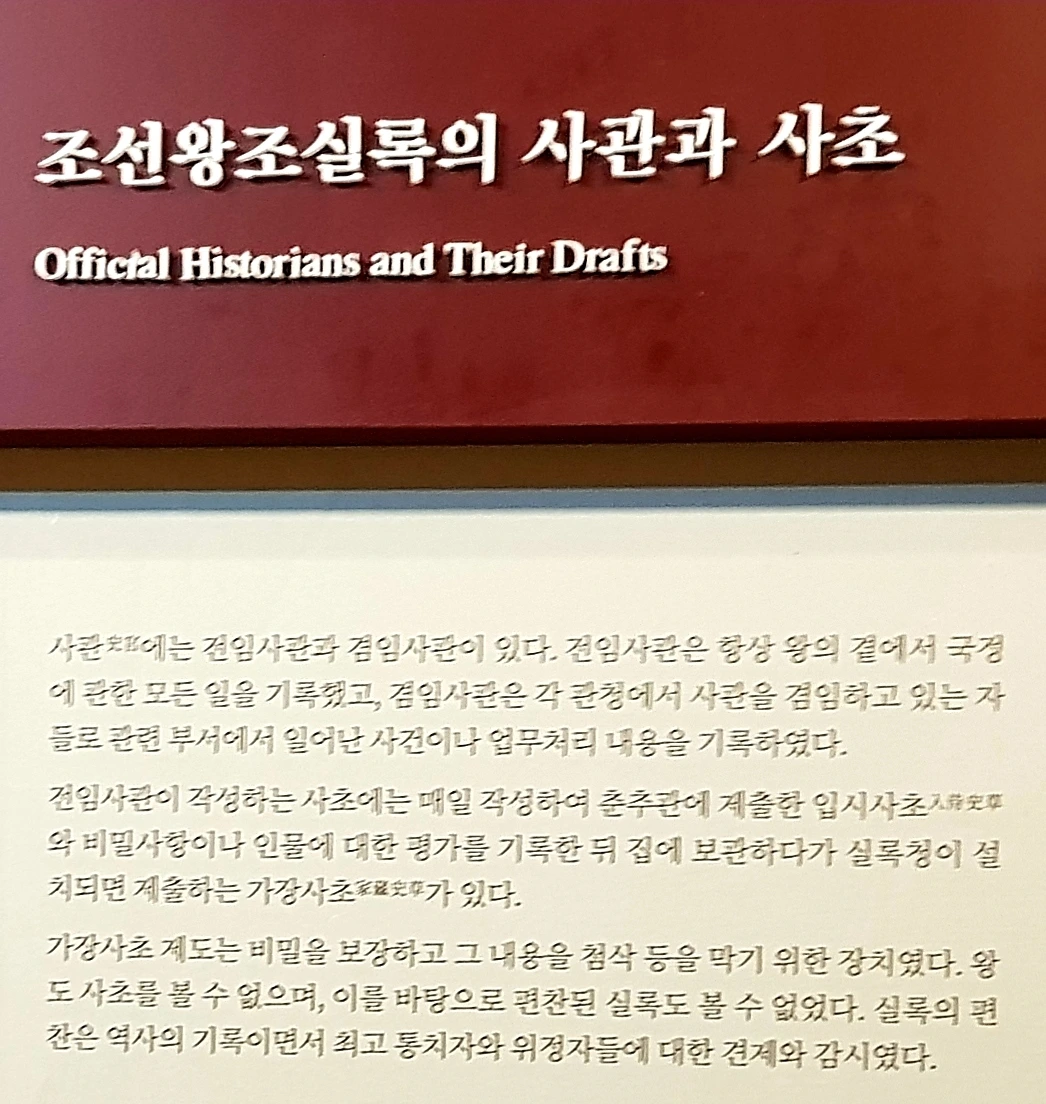 조선왕조실록의 사관과 사초
Official Historians and Their Drafts
사관史官에는 전임사관과 겸임사관이 있다. 전임사관은 항상 왕의 곁에서 국정
에 관한 모든 일을 기록했고, 겸임사관은 각 관청에서 사관을 겸임하고 있는 자
들로 관련 부서에서 일어난 사건이나 업무처리 내용을 기록하였다.
전임사관이 작성하는 사초에는 매일 작성하여 춘추관에 제출한 입시사초入侍史草
와 비밀사항이나 인물에 대한 평가를 기록한 뒤 집에 보관하다가 실록청이 설
치되면 제출하는 가장사초家藏史草가 있다.
가장사초 제도는 비밀을 보장하고 그 내용을 첨삭 등을 막기 위한 장치였다. 왕
도 사초를 볼 수 없으며, 이를 바탕으로 편찬된 실록도 볼 수 없었다. 실록의 편
찬은 역사의 기록이면서 최고 통치자와 위정자들에 대한 견제와 감시였다.